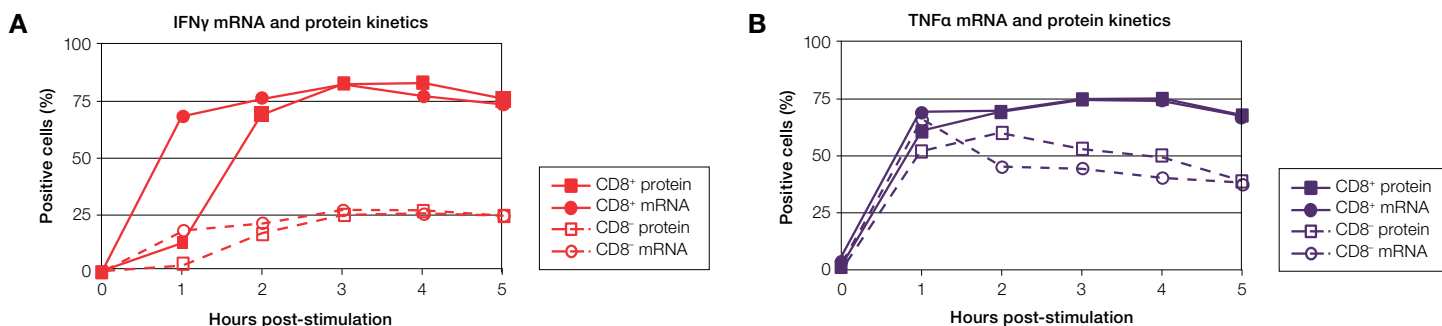 A
IFNγ mRNA and protein kinetics
Positive cells (%)
100
75
50
25
0
0 1 2 3 4 5
Hours post-stimulation
CD8⁺ protein
CD8⁺ mRNA
CD8⁻ protein
CD8⁻ mRNA
B
TNFα mRNA and protein kinetics
Positive cells (%)
100
75
50
25
0
0 1 2 3 4 5
Hours post-stimulation
CD8⁺ protein
CD8⁺ mRNA
CD8⁻ protein
CD8⁻ mRNA